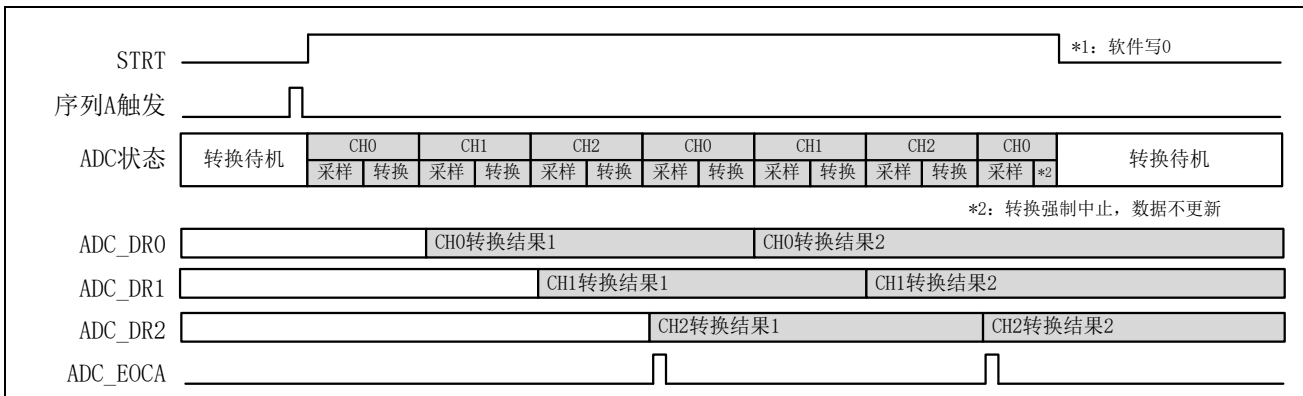 STRT
*1: 软件写0
序列A触发
ADC状态
转换待机 CH0 CH1 CH2 CH0 CH1 CH2 CH0 转换待机
采样 转换 采样 转换 采样 转换 采样 转换 采样 转换 采样 转换 采样 *2
*2: 转换强制中止，数据不更新
ADC_DR0 CH0转换结果1 CH0转换结果2
ADC_DR1 CH1转换结果1 CH1转换结果2
ADC_DR2 CH2转换结果1 CH2转换结果2
ADC_EOCA